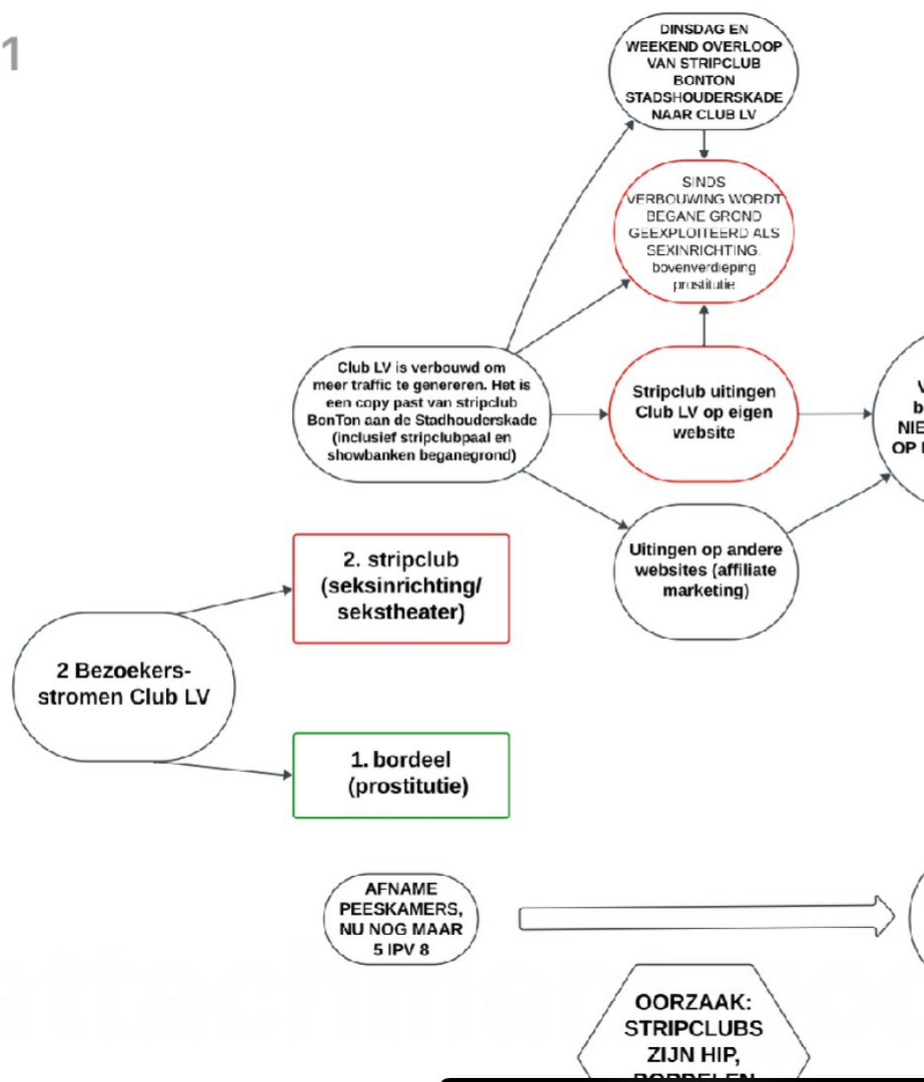 1
DINSDAG EN
WEEKEND OVERLOOP
VAN STRIPCLUB
BONTON
STADSHOUDERSKADE
NAAR CLUB LV
SINDS
VERBOUWING WORDT
BEGANE GROND
GEEXPLOITEERD ALS
SEXINRICHTING.
bovenverdieping
prostitutie
Club LV is verbouwd om
meer traffic te genereren. Het is
een copy past van stripclub
BonTon aan de Stadhouderskade
(inclusief stripclubpaal en
showbanken beganegrond)
Stripclub uitingen
Club LV op eigen
website
V
b
NIE
OP
Uitingen op andere
websites (affiliate
marketing)
2. stripclub
(seksinrichting/
sekstheater)
2 Bezoekers-
stromen Club LV
1. bordeel
(prostitutie)
AFNAME
PEESKAMERS,
NU NOG MAAR
5 IPV 8
OORZAAK:
STRIPCLUBS
ZIJN HIP,
BORDELEN